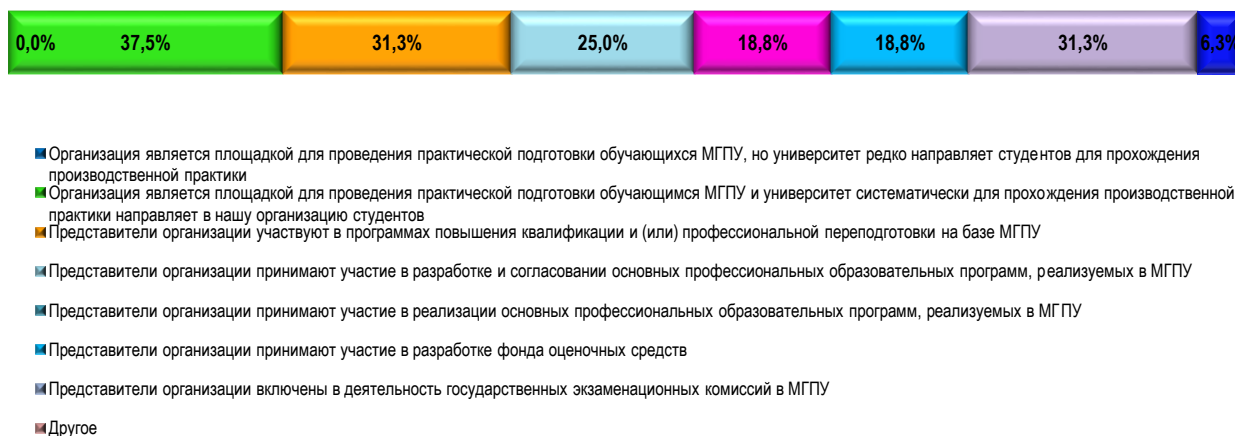 0,0% 37,5% 31,3% 25,0% 18,8% 18,8% 31,3% 6,3%
Организация является площадкой для проведения практической подготовки обучающихся МГПУ, но университет редко направляет студентов для прохождения
производственной практики
Организация является площадкой для проведения практической подготовки обучающимся МГПУ и университет систематически для прохождения производственной
практики направляет в нашу организацию студентов
Представители организации участвуют в программах повышения квалификации и (или) профессиональной переподготовки на базе МГПУ
Представители организации принимают участие в разработке и согласовании основных профессиональных образовательных программ, реализуемых в МГПУ
Представители организации принимают участие в реализации основных профессиональных образовательных программ, реализуемых в МГПУ
Представители организации принимают участие в разработке фонда оценочных средств
Представители организации включены в деятельность государственных экзаменационных комиссий в МГПУ
Другое